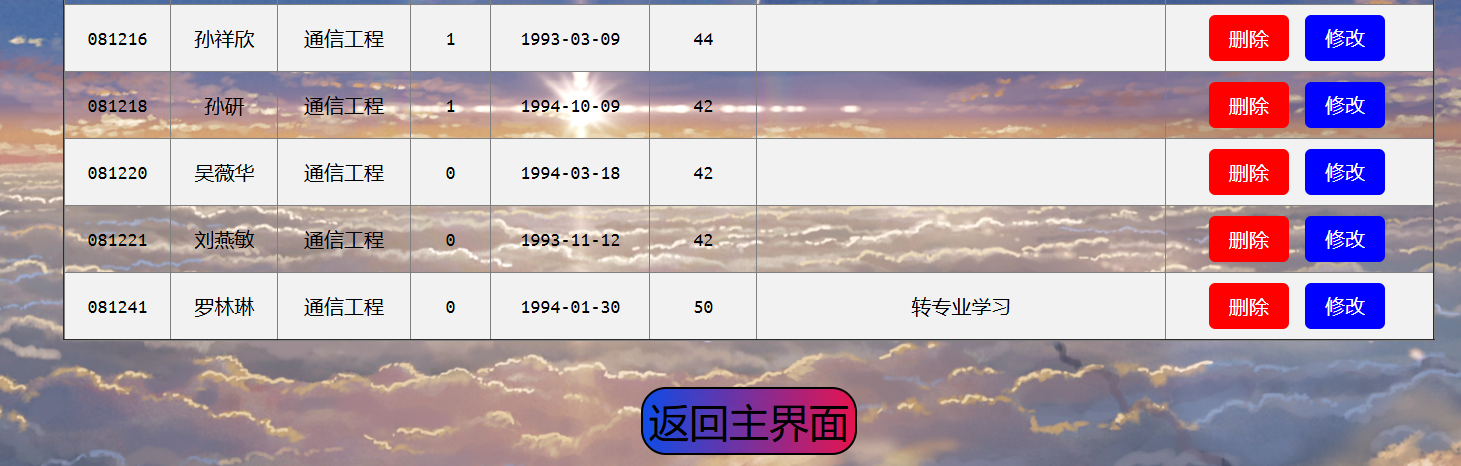 081216 孙祥欣 通信工程 1 1993-03-09 44 删除 修改
081218 孙研 通信工程 1 1994-10-09 42 删除 修改
081220 吴薇华 通信工程 0 1994-03-18 42 删除 修改
081221 刘燕敏 通信工程 0 1993-11-12 42 删除 修改
081241 罗林琳 通信工程 0 1994-01-30 50 转专业学习 删除 修改
返回主界面